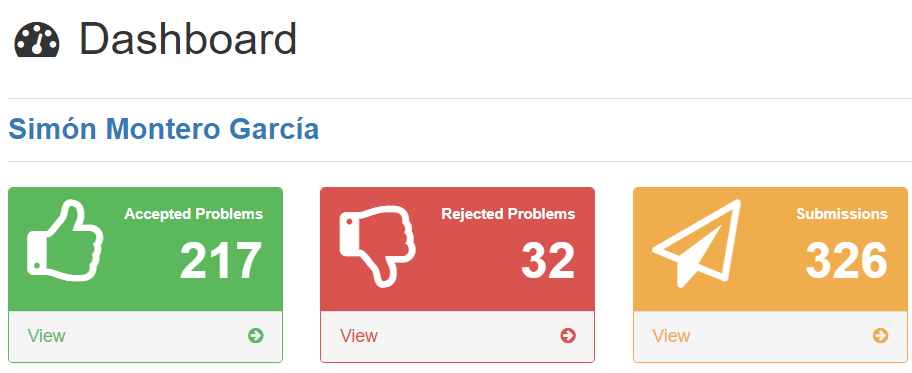 Dashboard
Simón Montero García
Accepted Problems
217
View
Rejected Problems
32
View
Submissions
326
View